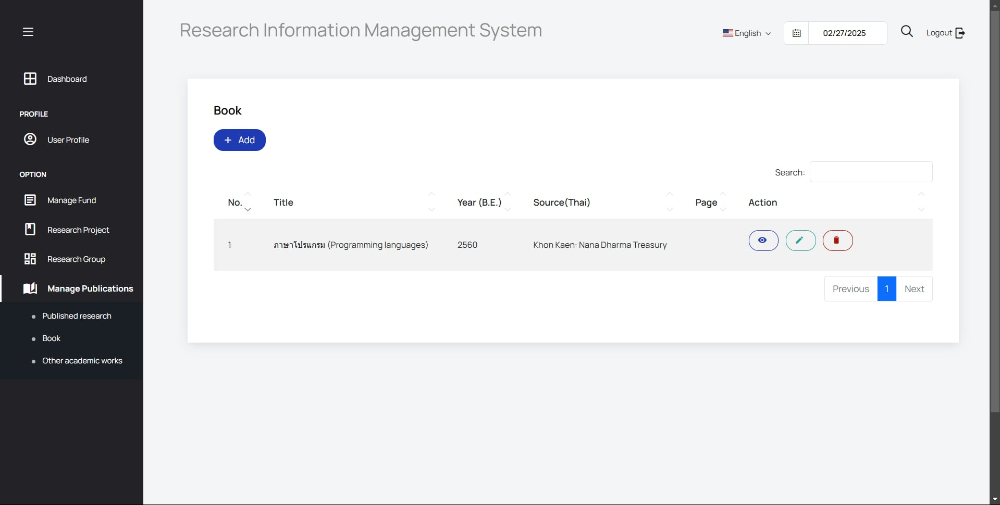 Research Information Management System
English
02/27/2025
Logout
Dashboard
PROFILE
User Profile
OPTION
Manage Fund
Research Project
Research Group
Manage Publications
Published research
Book
Other academic works
Book
+ Add
Search:
No. Title Year (B.E.) Source(Thai) Page Action
1 ภาษาโปรแกรม (Programming languages) 2560 Khon Kaen: Nana Dharma Treasury
Previous 1 Next